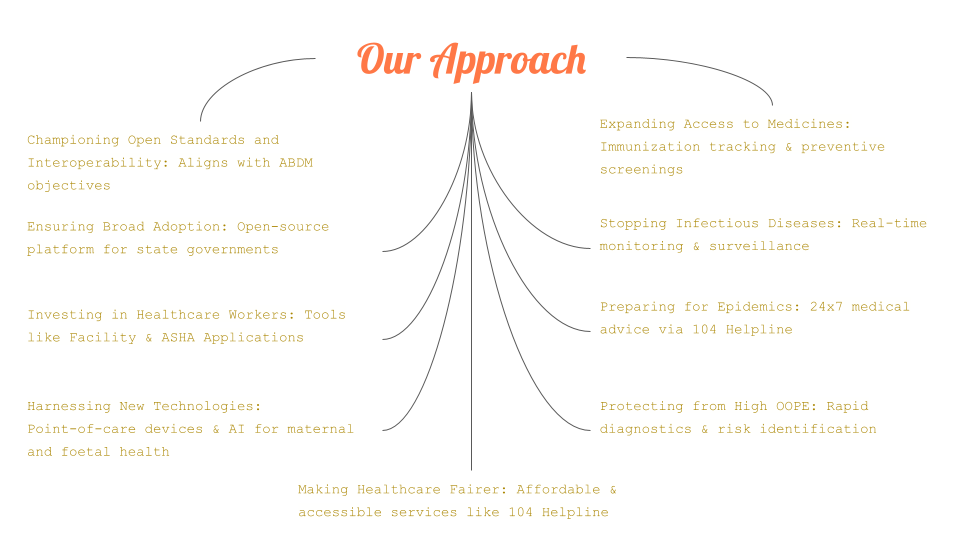 Our Approach
Championing Open Standards and
Interoperability: Aligns with ABDM
objectives
Ensuring Broad Adoption: Open-source
platform for state governments
Investing in Healthcare Workers: Tools
like Facility & ASHA Applications
Harnessing New Technologies:
Point-of-care devices & AI for maternal
and foetal health
Expanding Access to Medicines:
Immunization tracking & preventive
screenings
Stopping Infectious Diseases: Real-time
monitoring & surveillance
Preparing for Epidemics: 24x7 medical
advice via 104 Helpline
Protecting from High OOPE: Rapid
diagnostics & risk identification
Making Healthcare Fairer: Affordable &
accessible services like 104 Helpline